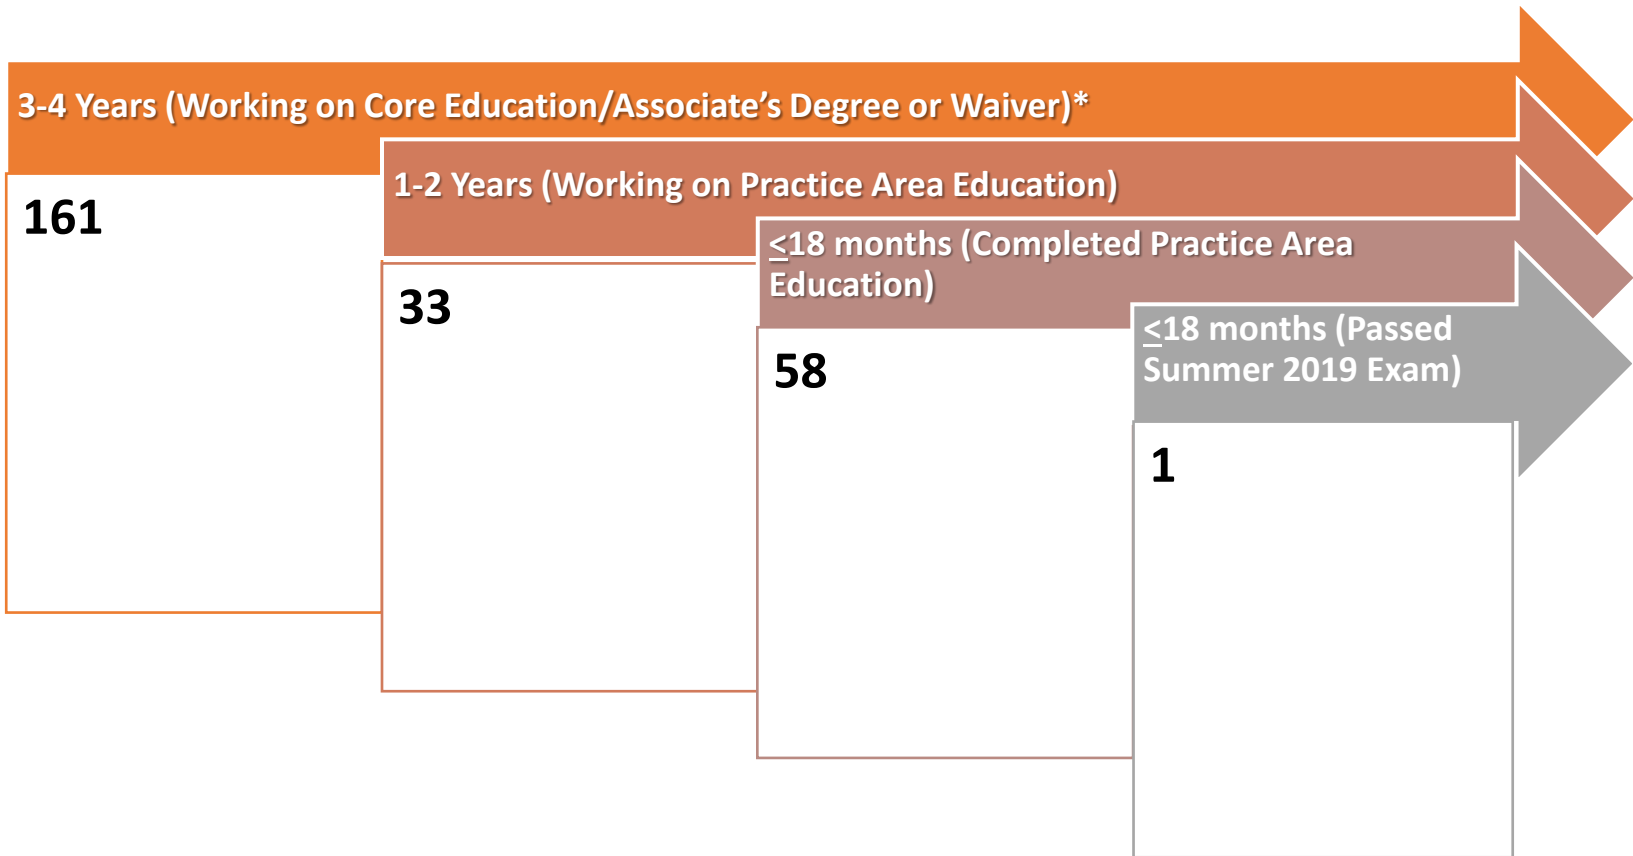 3-4 Years (Working on Core Education/Associate’s Degree or Waiver)*
161
1-2 Years (Working on Practice Area Education)
33
<18 months (Completed Practice Area
Education)
58
<18 months (Passed
Summer 2019 Exam)
1